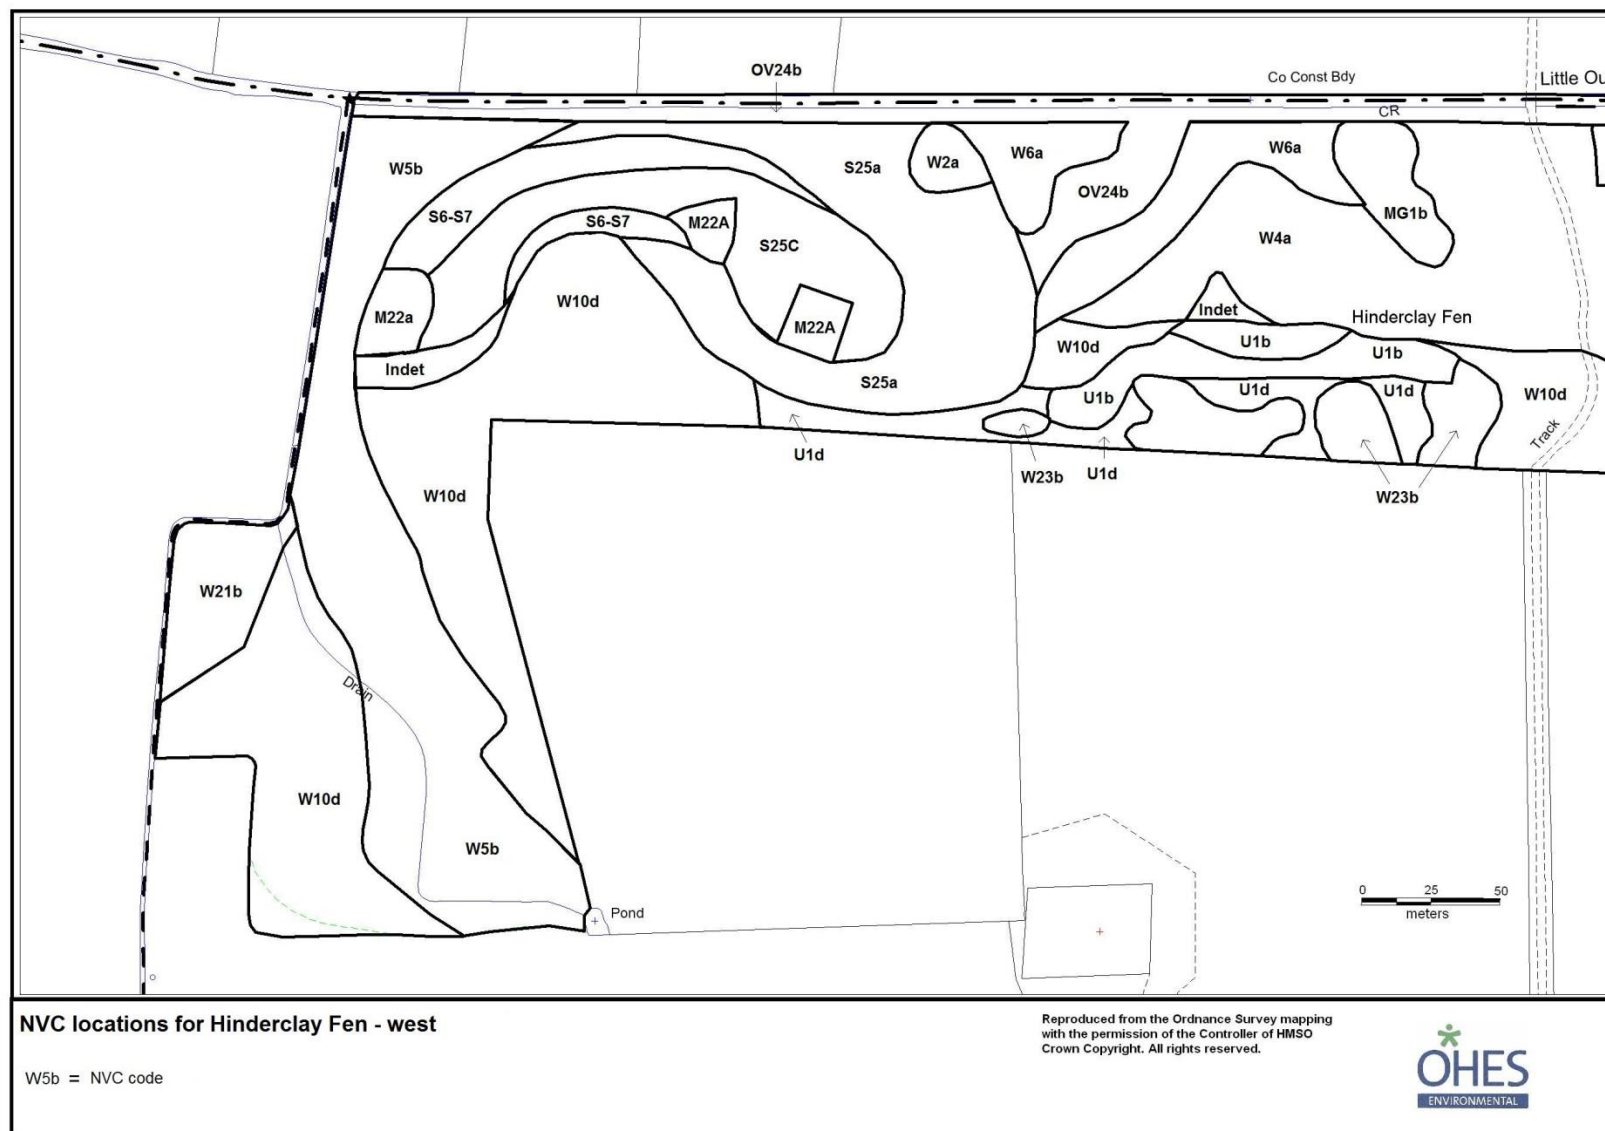 OV24b
Co Const Bdy
Little Ou
CR
W5b
S25a
W2a
W6a
W6a
OV24b
S6-S7
S6-S7
M22A
MG1b
S25C
W4a
W10d
M22a
M22A
Indet
Hinderclay Fen
W10d
U1b
U1b
Indet
S25a
U1b
U1d
U1d
W10d
U1d
W23b
U1d
Track
W10d
W23b
W21b
Drain
W10d
W5b
Pond
0 25 50
meters
NVC locations for Hinderclay Fen - west
W5b = NVC code
Reproduced from the Ordnance Survey mapping
with the permission of the Controller of HMSO
Crown Copyright. All rights reserved.
OHES
ENVIRONMENTAL